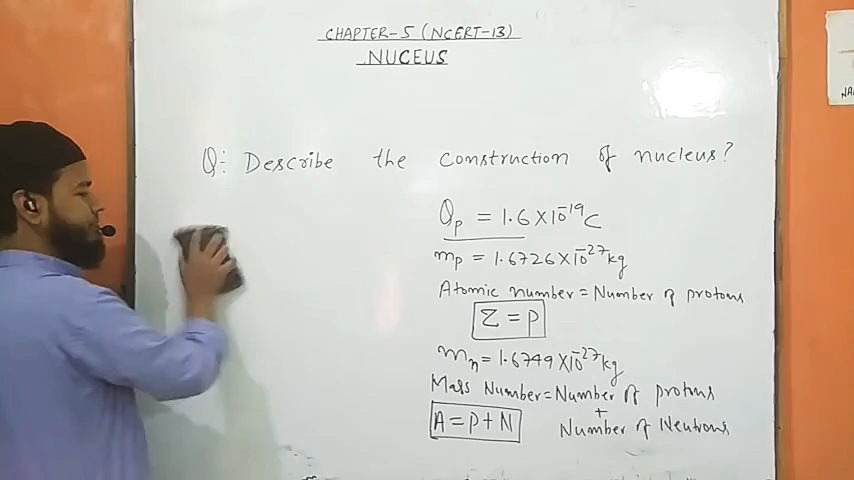 CHAPTER-5 (NCERT-13)
NUCEUS
Q: Describe the construction of nucleus?
Qp = 1.6 X 10⁻¹⁹ C
mp = 1.6726 X 10⁻²⁷ kg
Atomic number = Number of protons
Z = P
mn = 1.6749 X 10⁻²⁷ kg
Mass Number = Number of protons
+
A = P + N Number of Neutrons